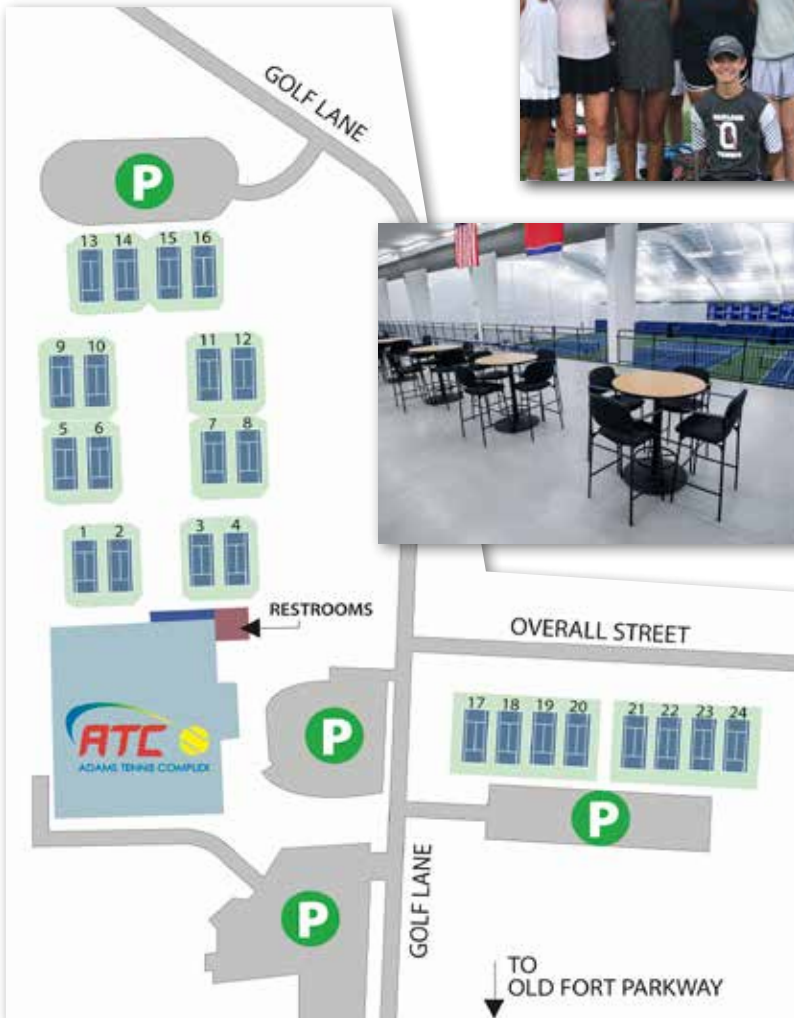 OAKLAND
TENNIS
GOLF LANE
P
13 14 15 16
9 10 11 12
5 6 7 8
1 2 3 4
RESTROOMS
OVERALL STREET
17 18 19 20 21 22 23 24
ATC
ADAMS TENNIS COMPLEX
P
P
GOLF LANE
P
TO
OLD FORT PARKWAY